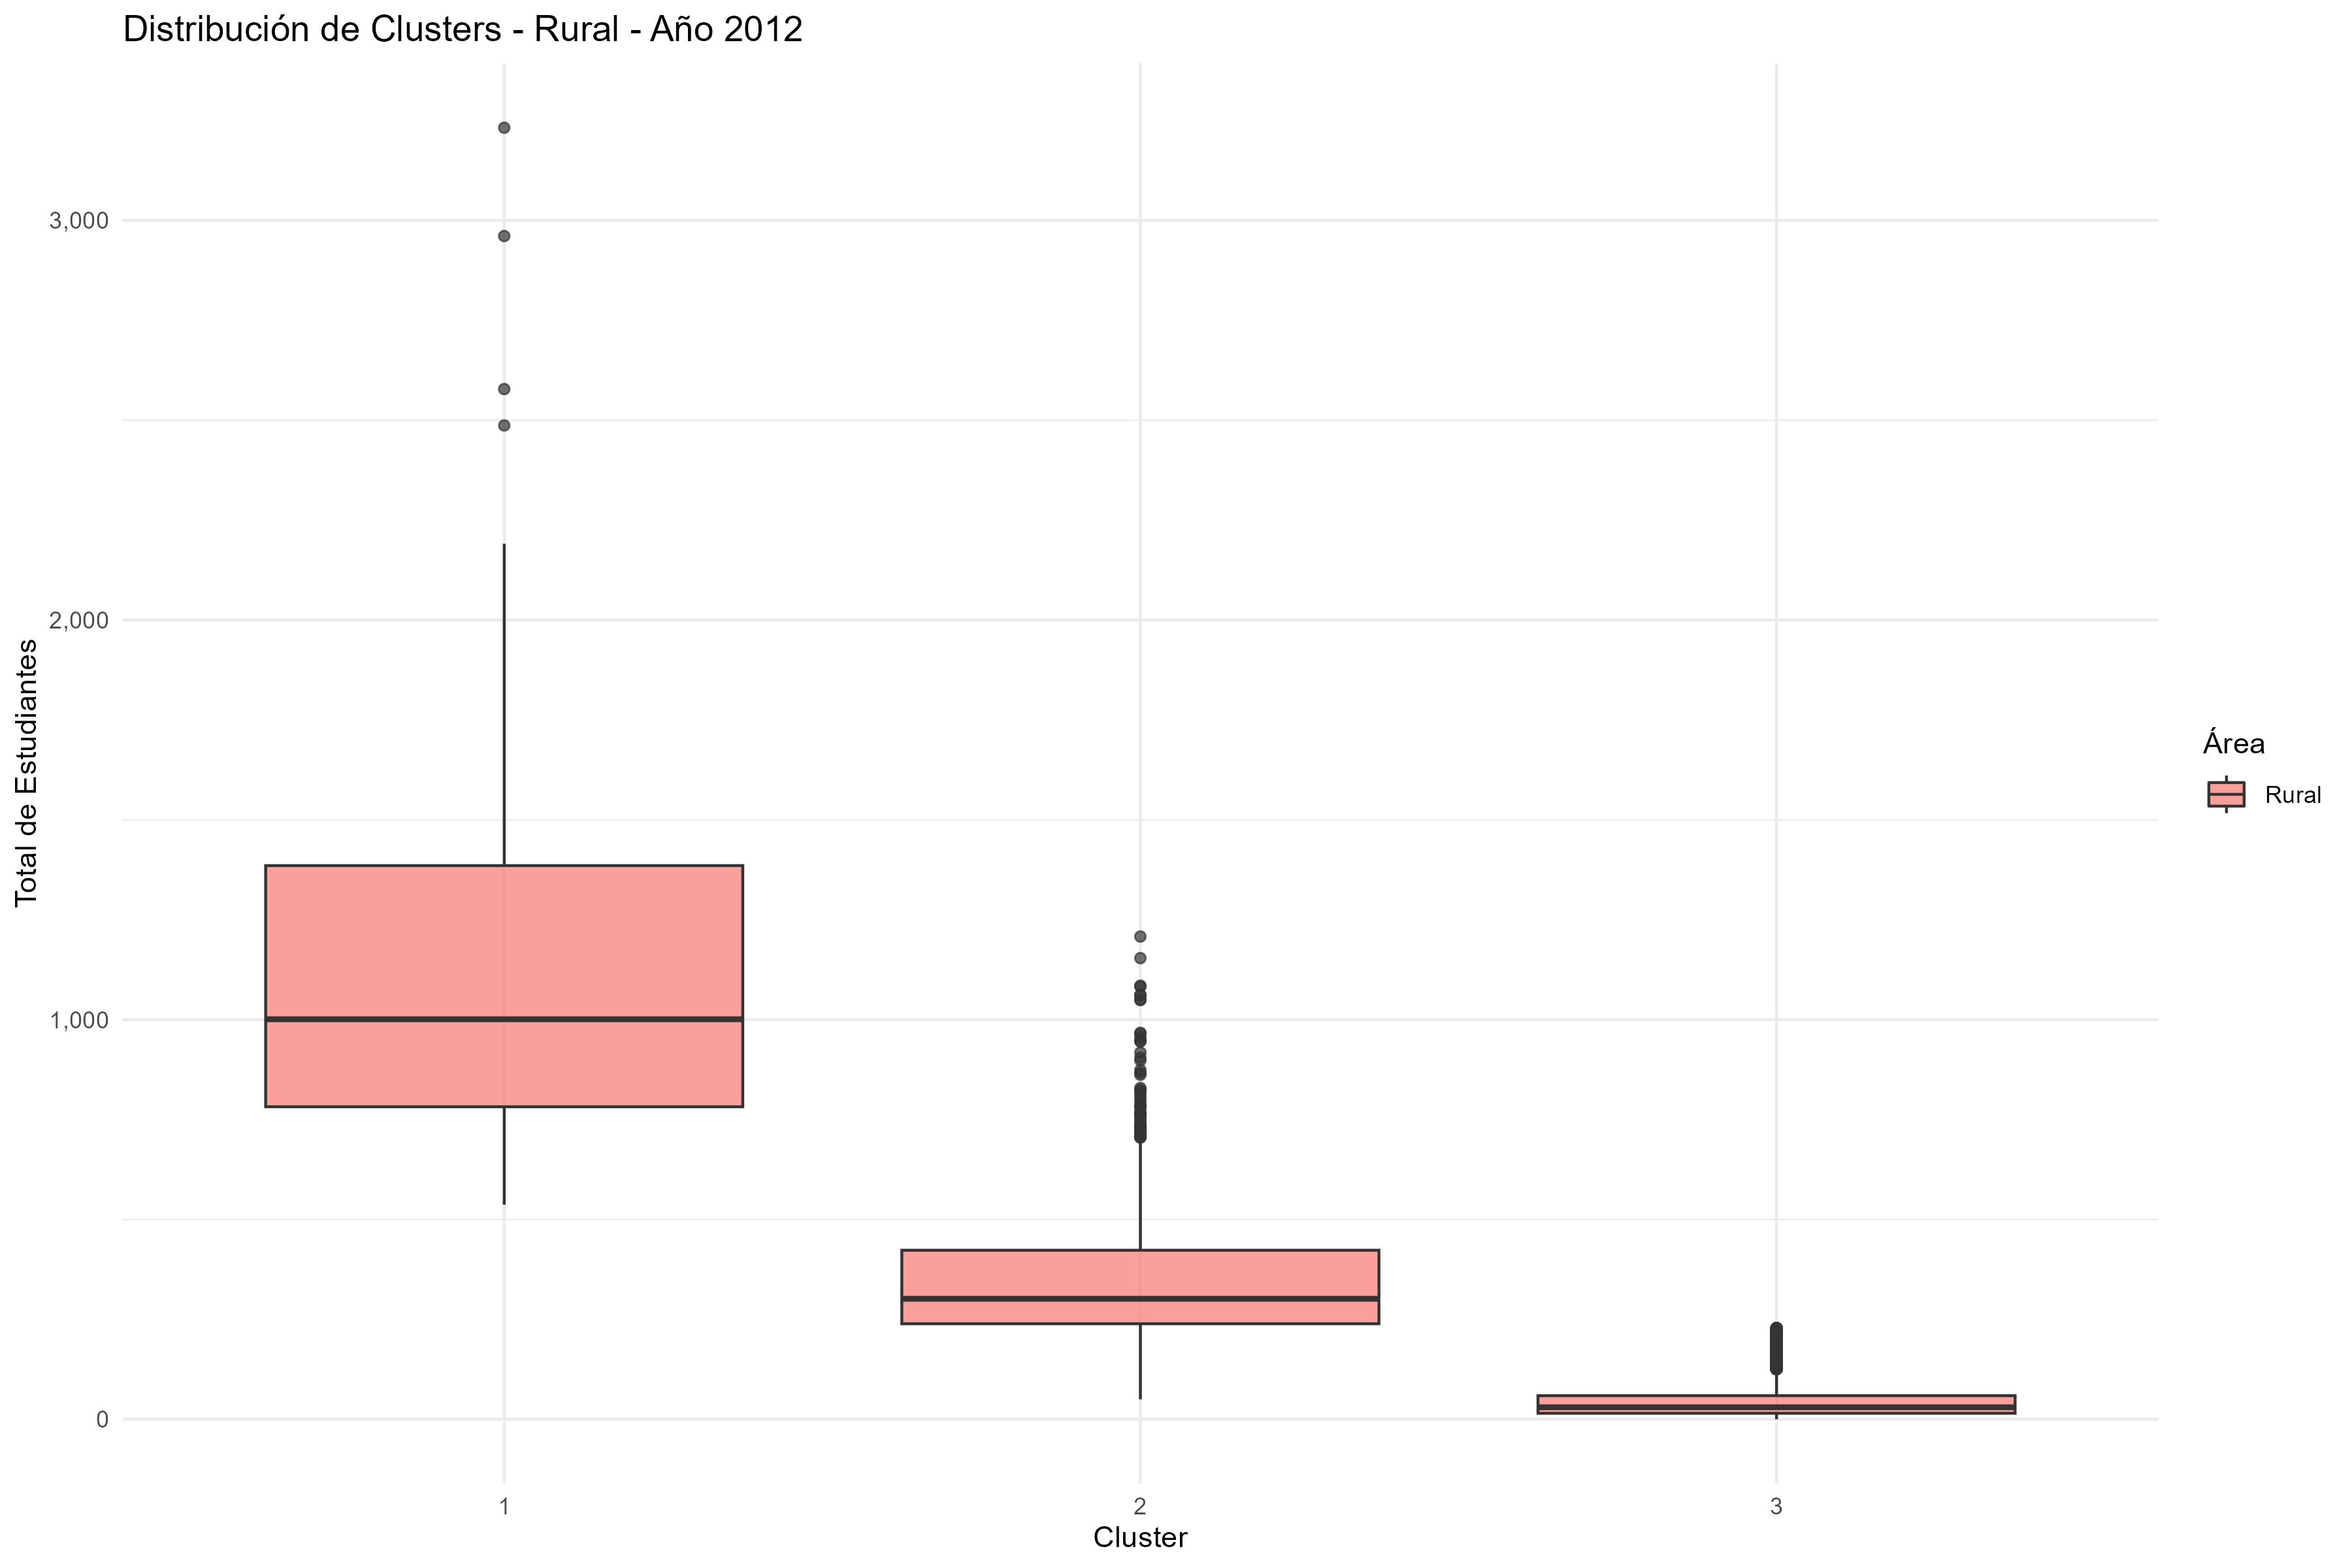 Distribución de Clusters - Rural - Año 2012
Total de Estudiantes
3,000
2,000
1,000
0
1
2
3
Cluster
Área
Rural